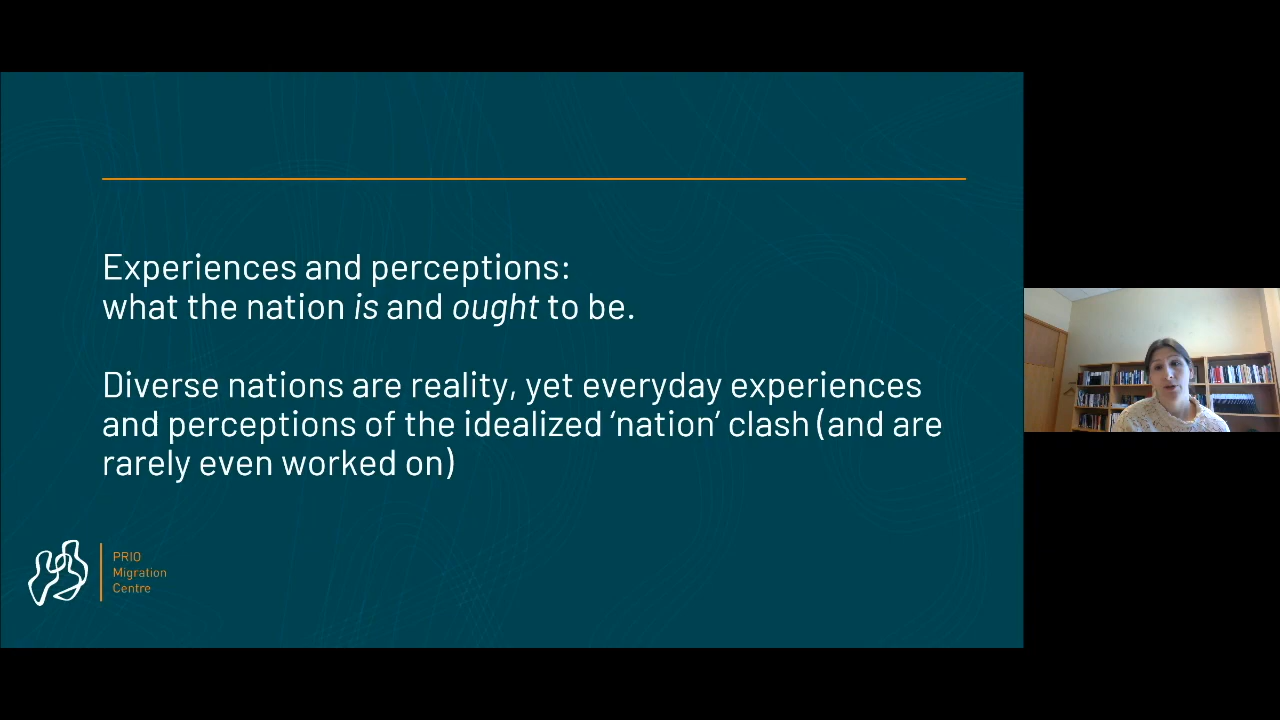 Experiences and perceptions:
what the nation is and ought to be.
Diverse nations are reality, yet everyday experiences
and perceptions of the idealized ‘nation’ clash (and are
rarely even worked on)
PRIO
Migration
Centre